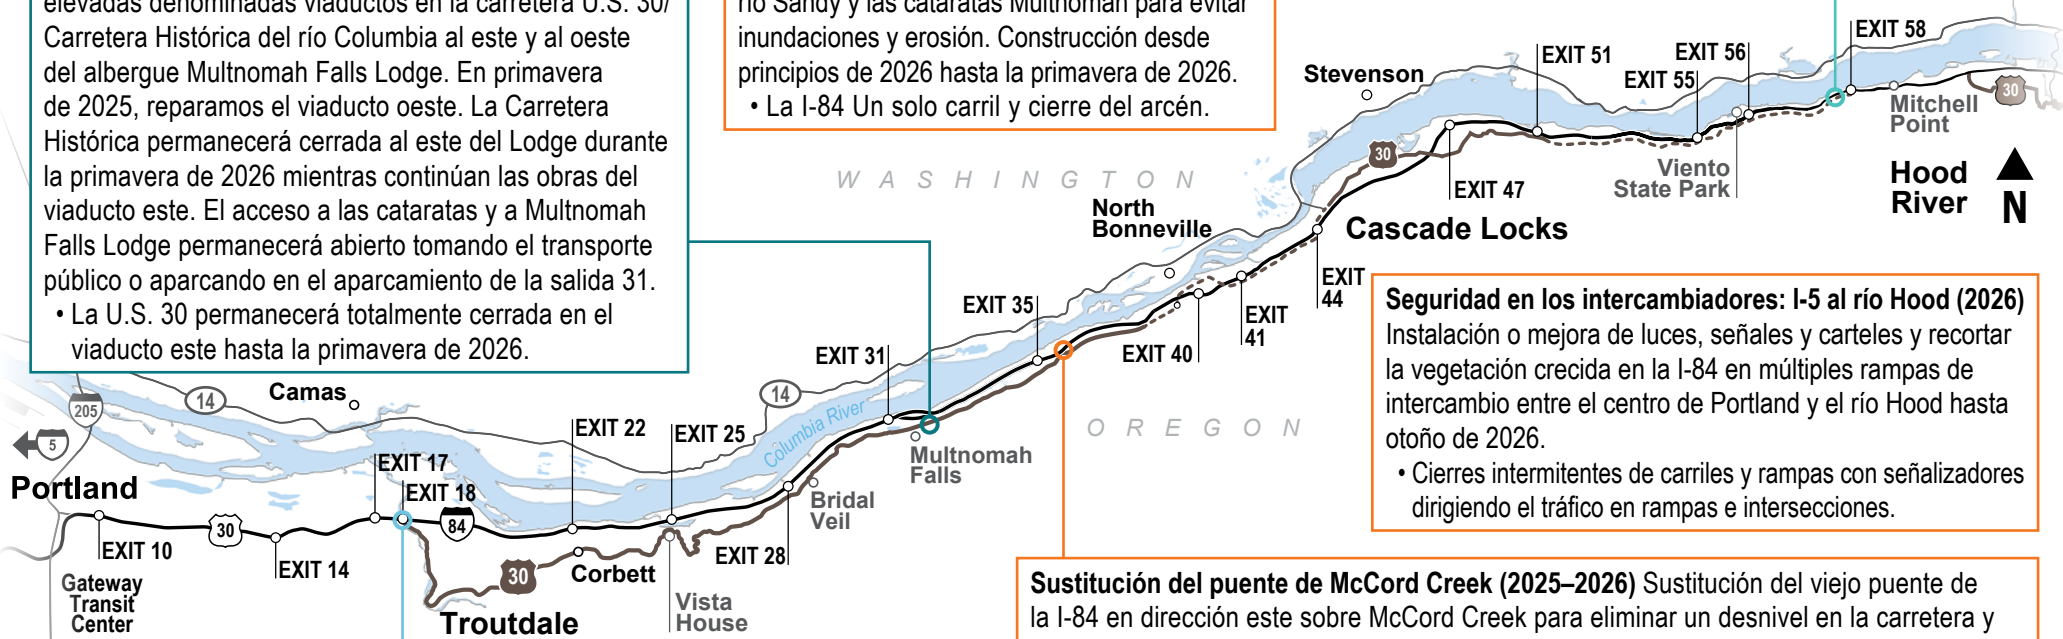 elevadas denominadas viaductos en la carretera U.S. 30/
Carretera Histórica del río Columbia al este y al oeste
del albergue Multnomah Falls Lodge. En primavera
de 2025, reparamos el viaducto oeste. La Carretera
Histórica permanecerá cerrada al este del Lodge durante
la primavera de 2026 mientras continúan las obras del
viaducto este. El acceso a las cataratas y a Multnomah
Falls Lodge permanecerá abierto tomando el transporte
público o aparcando en el aparcamiento de la salida 31.
• La U.S. 30 permanecerá totalmente cerrada en el
viaducto este hasta la primavera de 2026.
río Sandy y las cataratas Multnomah para evitar
inundaciones y erosión. Construcción desde
principios de 2026 hasta la primavera de 2026.
• La I-84 Un solo carril y cierre del arcén.
WASHINGTON
Stevenson
EXIT 51
EXIT 56
EXIT 55
EXIT 58
Mitchell
Point
30
Hood
River
N
Viento
State Park
30
EXIT 47
Cascade Locks
North
Bonneville
EXIT
44
EXIT
41
EXIT 40
EXIT 35
EXIT 31
14
Columbia River
Multnomah
Falls
OREGON
Bridal
Veil
Camas
14
205
5
Portland
EXIT 10
30
EXIT 14
EXIT 17
EXIT 18
84
EXIT 22
EXIT 25
EXIT 28
30
Corbett
Vista
House
Troutdale
Gateway
Transit
Center
Seguridad en los intercambiadores: I-5 al río Hood (2026)
Instalación o mejora de luces, señales y carteles y recortar
la vegetación crecida en la I-84 en múltiples rampas de
intercambio entre el centro de Portland y el río Hood hasta
otoño de 2026.
• Cierres intermitentes de carriles y rampas con señalizadores
dirigiendo el tráfico en rampas e intersecciones.
Sustitución del puente de McCord Creek (2025–2026) Sustitución del viejo puente de
la I-84 en dirección este sobre McCord Creek para eliminar un desnivel en la carretera y